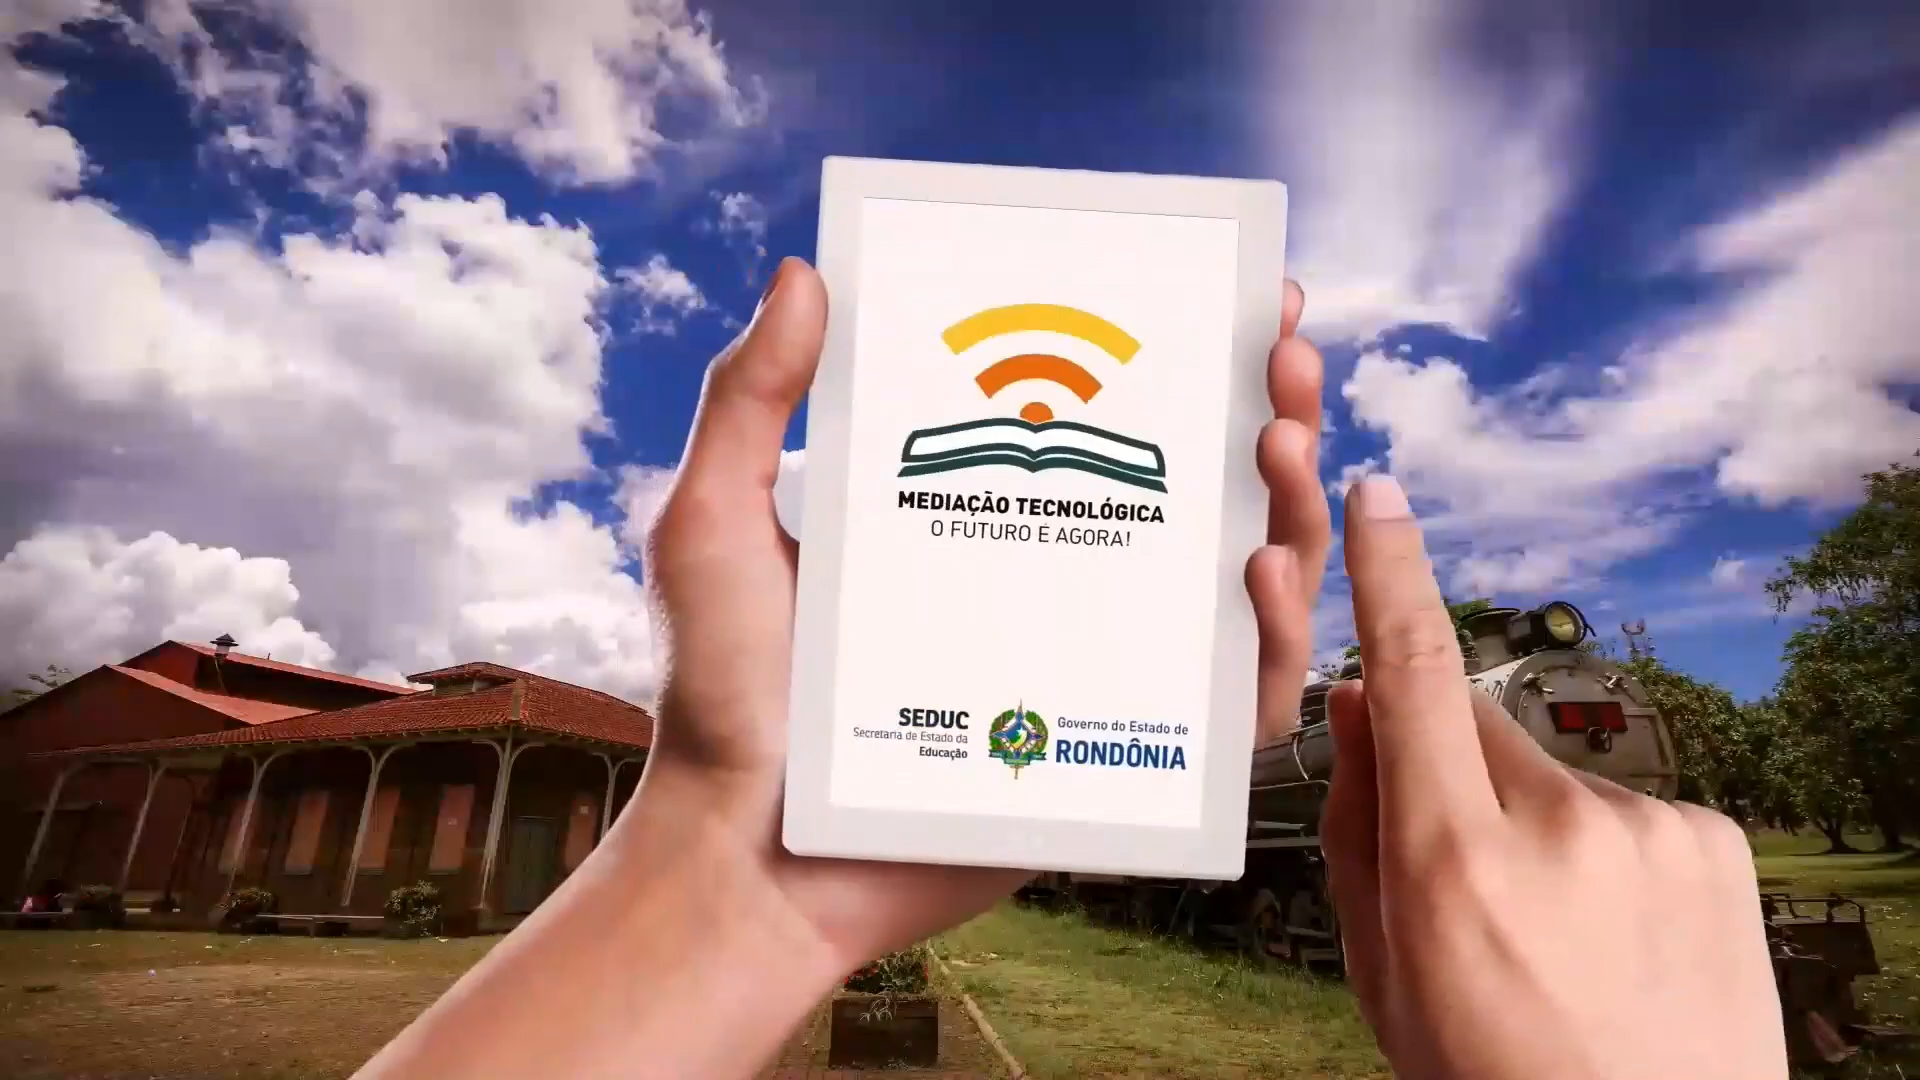 MEDIAÇÃO TECNOLÓGICA
O FUTURO É AGORA!
SEDUC
Secretaria de Estado da
Educação
Governo do Estado de
RONDÔNIA